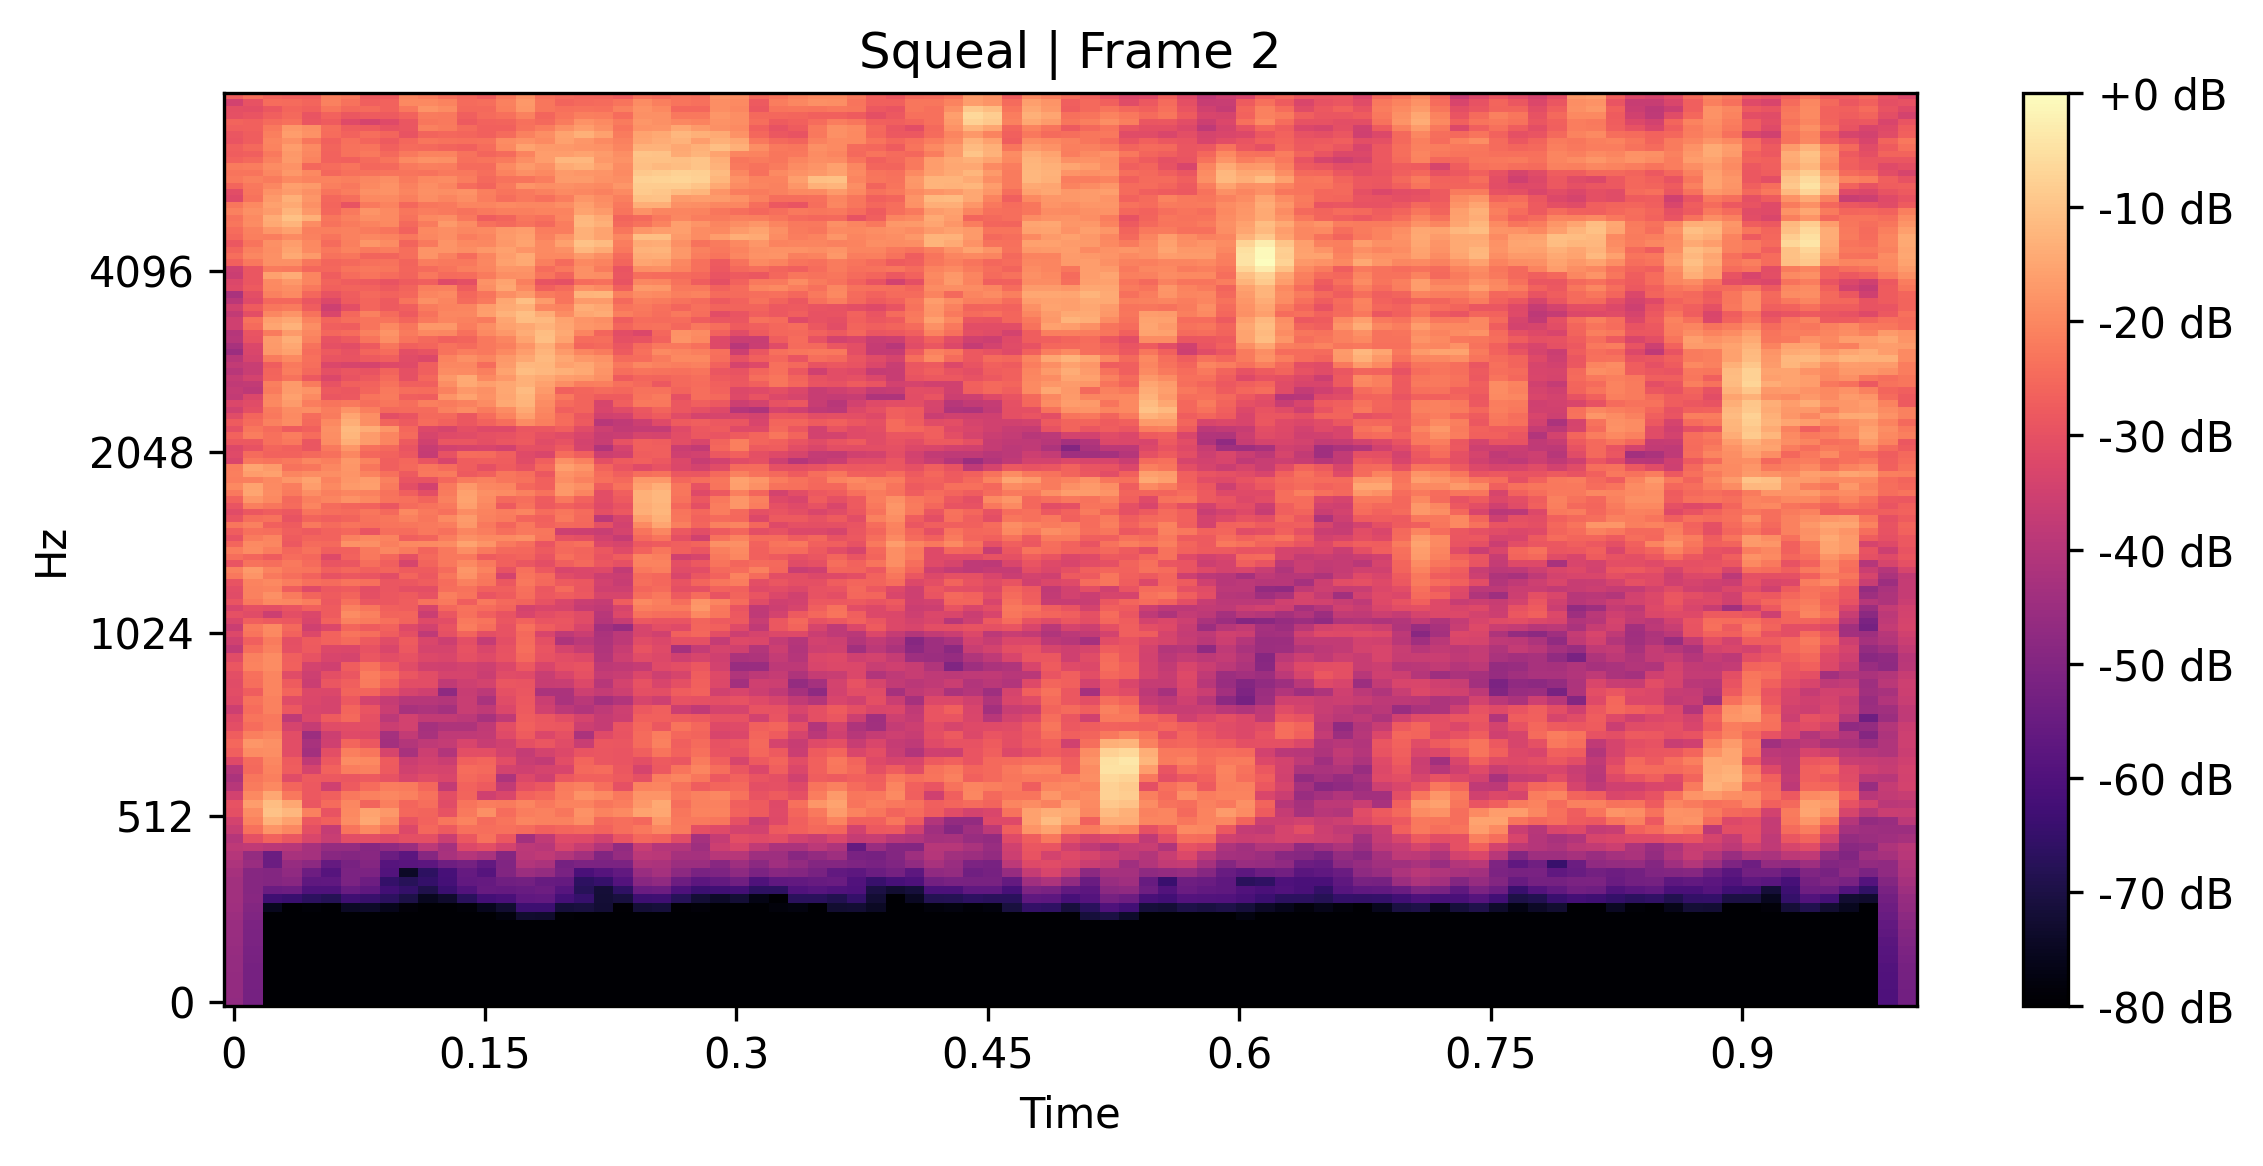 Squeal | Frame 2
Hz
4096
2048
1024
512
0
0 0.15 0.3 0.45 0.6 0.75 0.9
Time
+0 dB
-10 dB
-20 dB
-30 dB
-40 dB
-50 dB
-60 dB
-70 dB
-80 dB